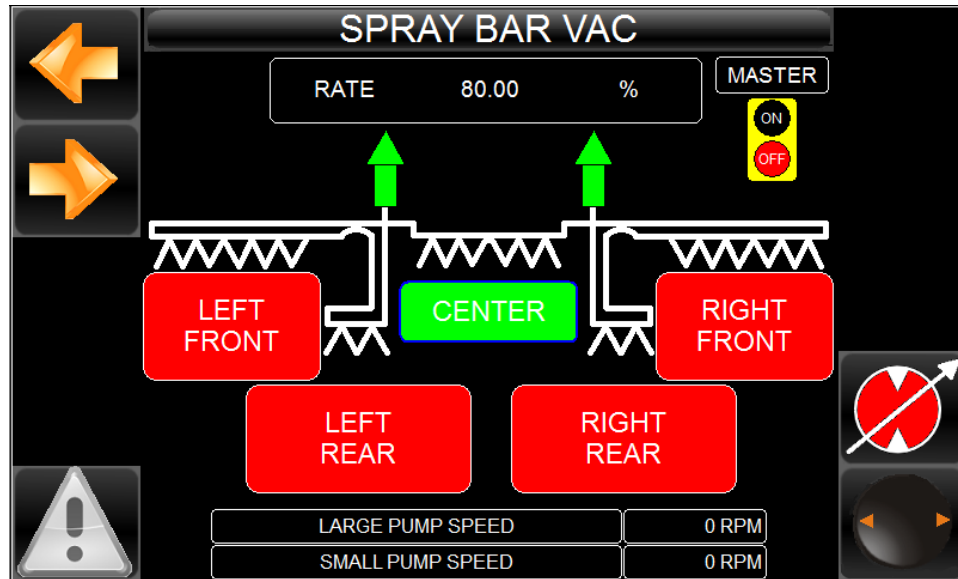 SPRAY BAR VAC
RATE 80.00 %
MASTER
ON
OFF
LEFT
FRONT
CENTER
RIGHT
FRONT
LEFT
REAR
RIGHT
REAR
LARGE PUMP SPEED 0 RPM
SMALL PUMP SPEED 0 RPM